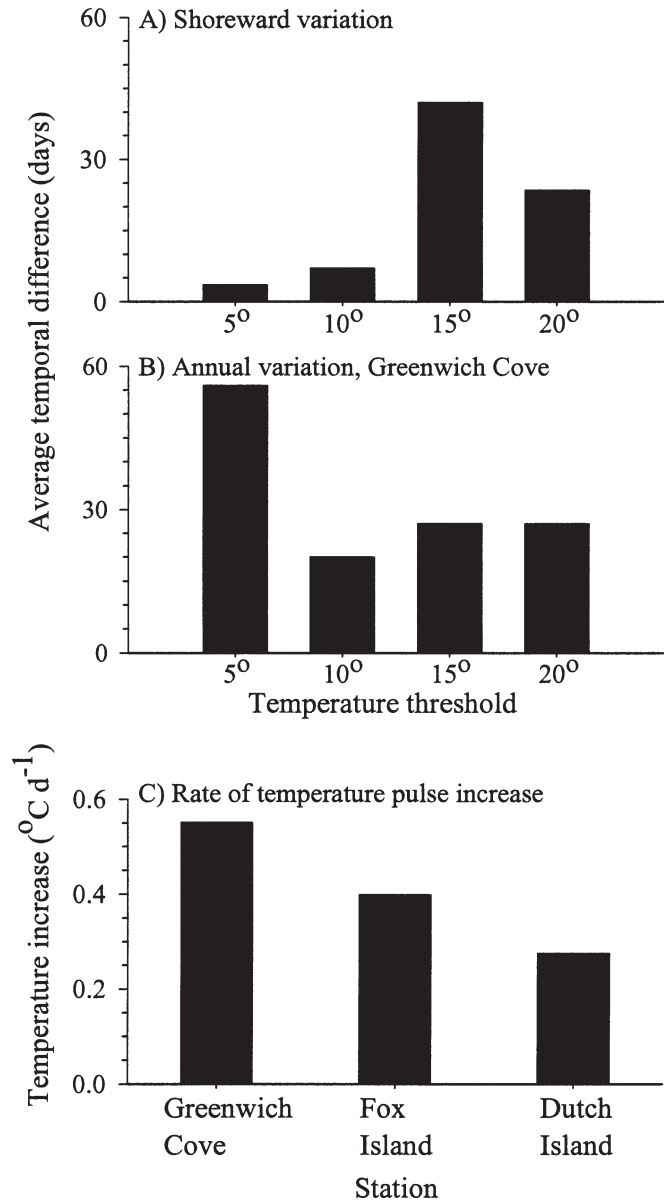 A) Shoreward variation
60
30
0
5° 10° 15° 20°
Average temporal difference (days)
B) Annual variation, Greenwich Cove
60
30
0
5° 10° 15° 20°
Temperature threshold
C) Rate of temperature pulse increase
0.6
0.4
0.2
0.0
Temperature increase (°C d⁻¹)
Greenwich Fox Dutch
Cove Island Island
Station